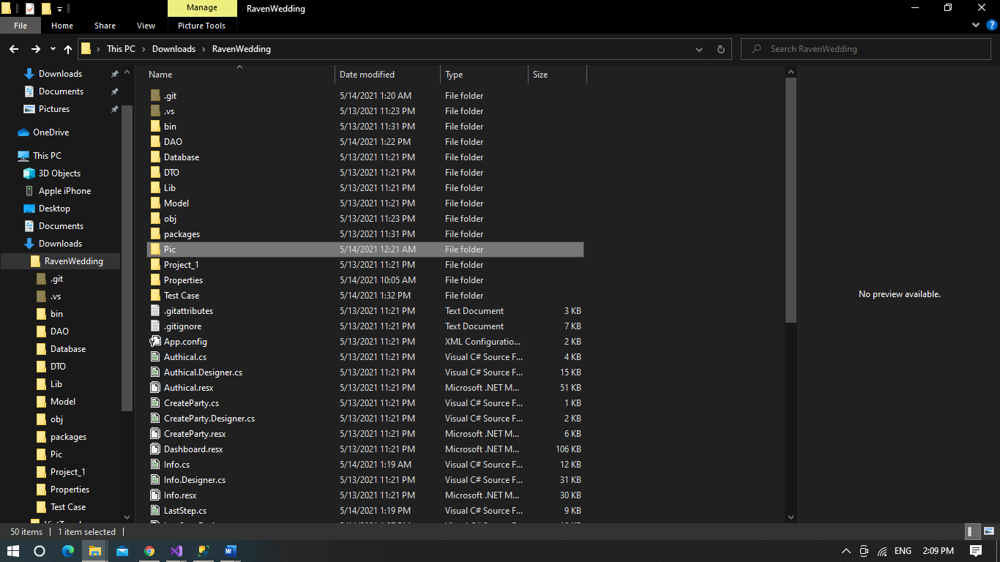 Manage
RavenWedding
File Home Share View Picture Tools
This PC Downloads RavenWedding
Search RavenWedding
Downloads
Documents
Pictures
OneDrive
This PC
3D Objects
Apple iPhone
Desktop
Documents
Downloads
RavenWedding
.git
.vs
bin
DAO
Database
DTO
Lib
Model
obj
packages
Pic
Project_1
Properties
Test Case
Name Date modified Type Size
.git 5/14/2021 1:20 AM File folder
.vs 5/13/2021 11:23 PM File folder
bin 5/13/2021 11:31 PM File folder
DAO 5/14/2021 1:22 PM File folder
Database 5/13/2021 11:21 PM File folder
DTO 5/13/2021 11:21 PM File folder
Lib 5/13/2021 11:21 PM File folder
Model 5/13/2021 11:21 PM File folder
obj 5/13/2021 11:23 PM File folder
packages 5/13/2021 11:31 PM File folder
Pic 5/14/2021 12:21 AM File folder
Project_1 5/13/2021 11:21 PM File folder
Properties 5/14/2021 10:05 AM File folder
Test Case 5/14/2021 1:32 PM File folder
.gitattributes 5/13/2021 11:21 PM Text Document 3 KB
.gitignore 5/13/2021 11:21 PM Text Document 7 KB
App.config 5/13/2021 11:21 PM XML Configuratio... 2 KB
Authical.cs 5/13/2021 11:21 PM Visual C# Source F... 4 KB
Authical.Designer.cs 5/13/2021 11:21 PM Visual C# Source F... 15 KB
Authical.resx 5/13/2021 11:21 PM Microsoft .NET M... 51 KB
CreateParty.cs 5/13/2021 11:21 PM Visual C# Source F... 1 KB
CreateParty.Designer.cs 5/13/2021 11:21 PM Visual C# Source F... 2 KB
CreateParty.resx 5/13/2021 11:21 PM Microsoft .NET M... 6 KB
Dashboard.resx 5/13/2021 11:21 PM Microsoft .NET M... 106 KB
Info.cs 5/14/2021 1:19 AM Visual C# Source F... 12 KB
Info.Designer.cs 5/13/2021 11:21 PM Visual C# Source F... 31 KB
Info.resx 5/13/2021 11:21 PM Microsoft .NET M... 30 KB
LastStep.cs 5/14/2021 1:19 PM Visual C# Source F... 9 KB
No preview available.
50 items 1 item selected
ENG 2:09 PM